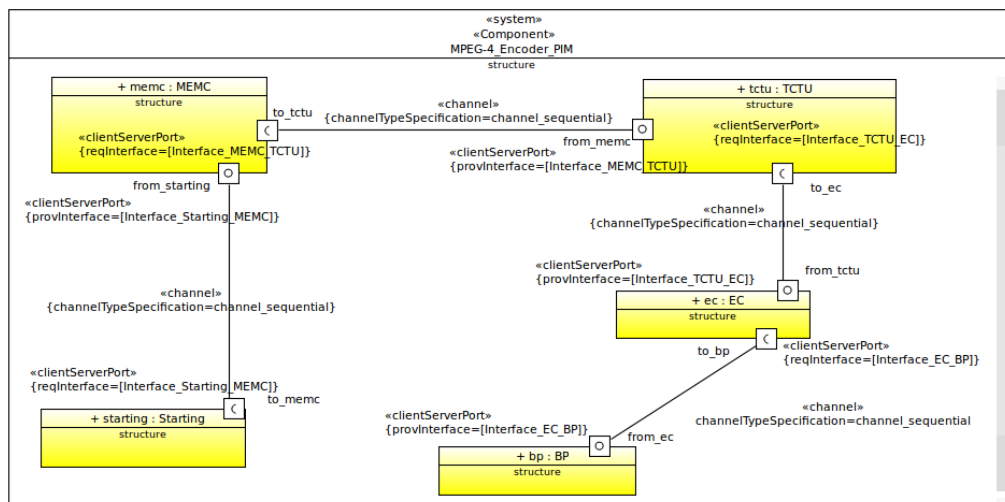 «system»
«Component»
MPEG-4_Encoder_PIM
structure
+ memc : MEMC
structure
to_tctu
«clientServerPort»
{reqInterface=[Interface_MEMC_TCTU]}
from_starting
«clientServerPort»
{provInterface=[Interface_Starting_MEMC]}
«channel»
{channelTypeSpecification=channel_sequential}
+ tctu : TCTU
structure
«clientServerPort»
{reqInterface=[Interface_TCTU_EC]}
from_memc
«clientServerPort»
{provInterface=[Interface_MEMC_TCTU]}
to_ec
«channel»
{channelTypeSpecification=channel_sequential}
«clientServerPort»
{provInterface=[Interface_TCTU_EC]}
from_tctu
+ ec : EC
structure
«channel»
{channelTypeSpecification=channel_sequential}
to_bp
«clientServerPort»
{reqInterface=[Interface_EC_BP]}
«clientServerPort»
{reqInterface=[Interface_Starting_MEMC]}
to_memc
+ starting : Starting
structure
«channel»
channelTypeSpecification=channel_sequential
«clientServerPort»
{provInterface=[Interface_EC_BP]}
from_ec
+ bp : BP
structure